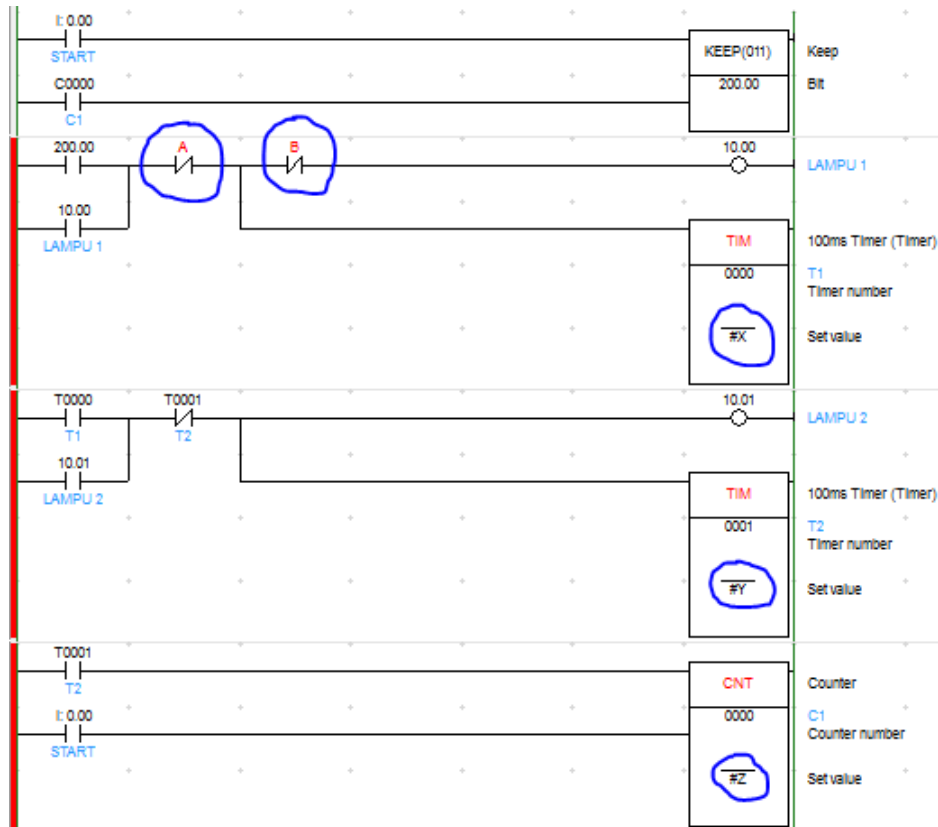 I: 0.00
START
KEEP(011) Keep
C0000
C1
200.00 Bit
200.00 A B 10.00
LAMPU 1
10.00
LAMPU 1
TIM 100ms Timer (Timer)
0000 T1
Timer number
#X Set value
T0000 T0001 10.01
T1 T2
LAMPU 2
10.01
LAMPU 2
TIM 100ms Timer (Timer)
0001 T2
Timer number
#Y Set value
T0001
T2
CNT Counter
I: 0.00
START
0000 C1
Counter number
#Z Set value